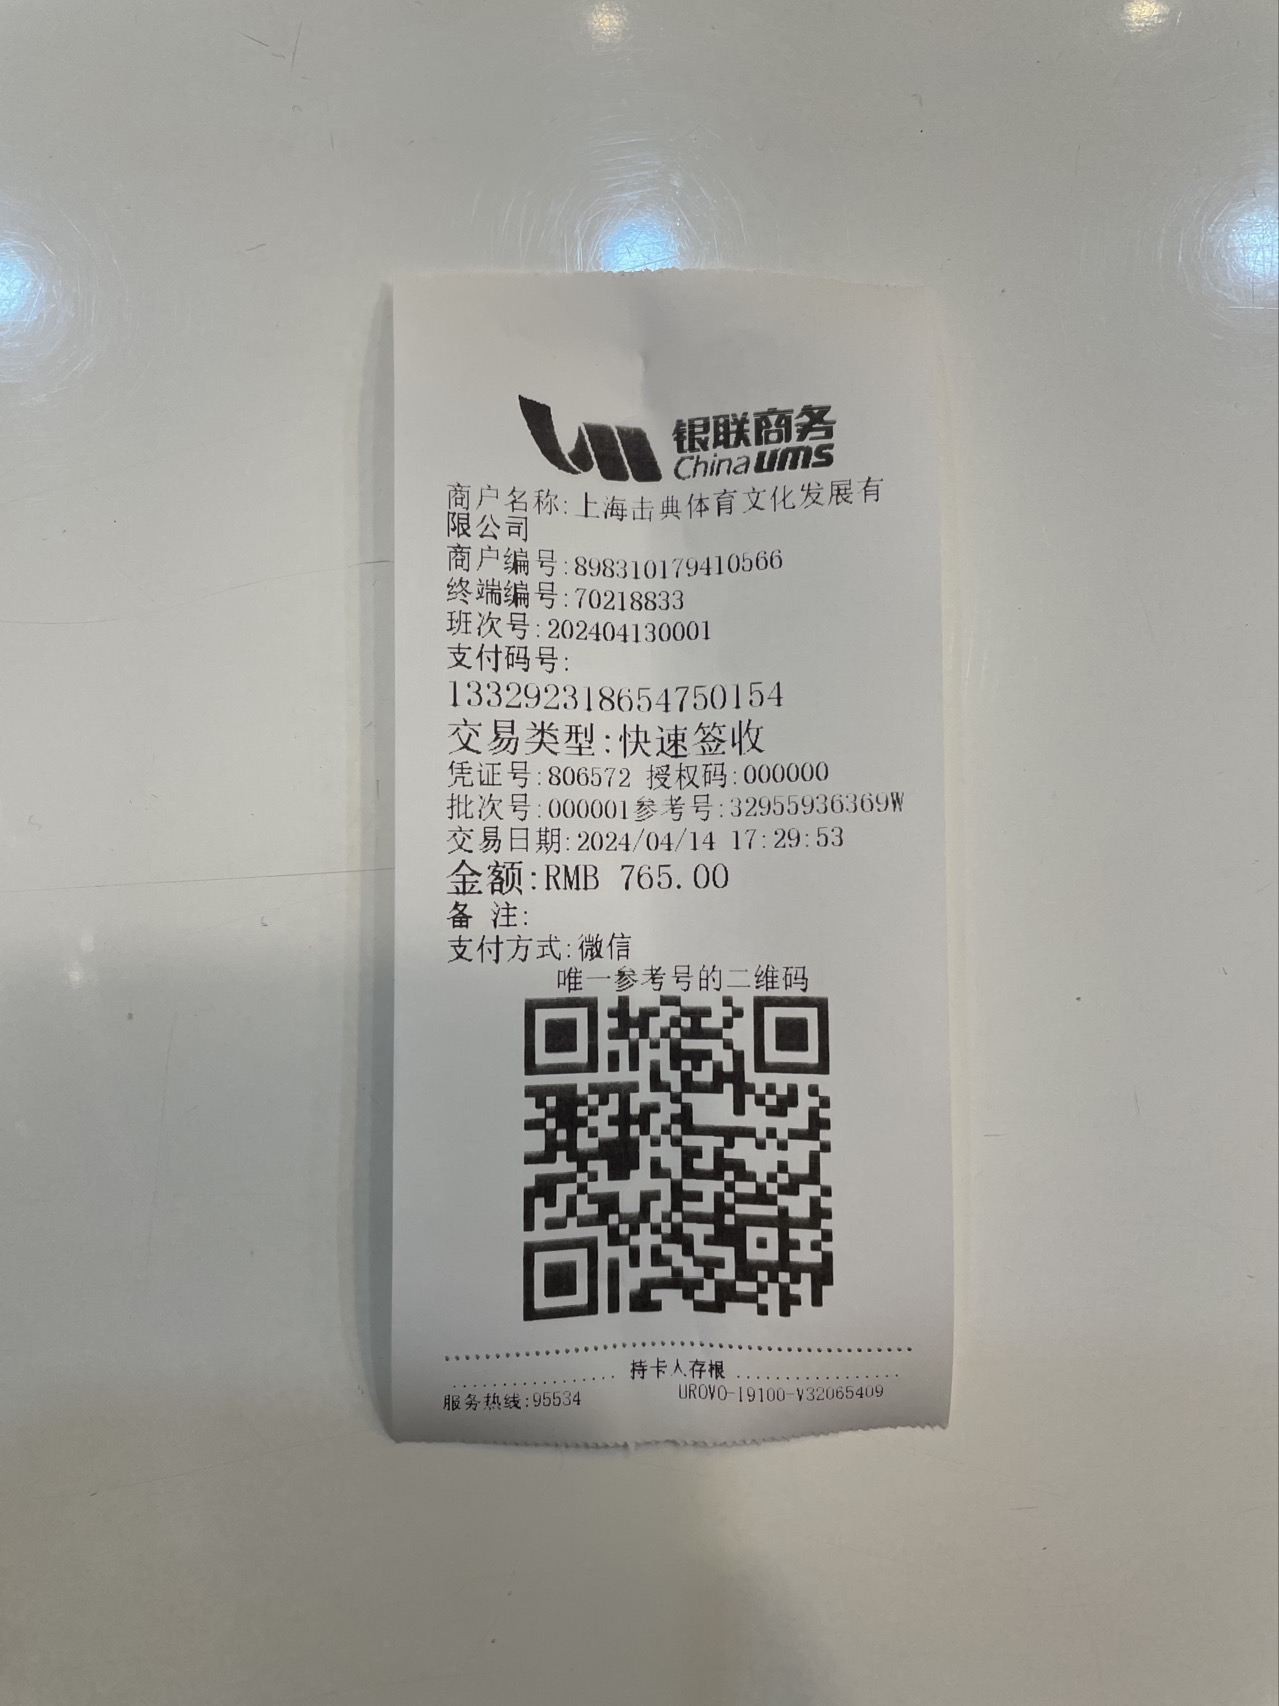 银联商务
China ums
商户名称:上海击典体育文化发展有
限公司
商户编号:898310179410566
终端编号:70218833
班次号:202404130001
支付码号:
133292318654750154
交易类型:快速签收
凭证号:806572 授权码:000000
批次号:000001参考号:32955936369W
交易日期:2024/04/14 17:29:53
金额:RMB 765.00
备 注:
支付方式:微信
唯一参考号的二维码
持卡人存根
服务热线:95534 UROVO-I9100-V32065409